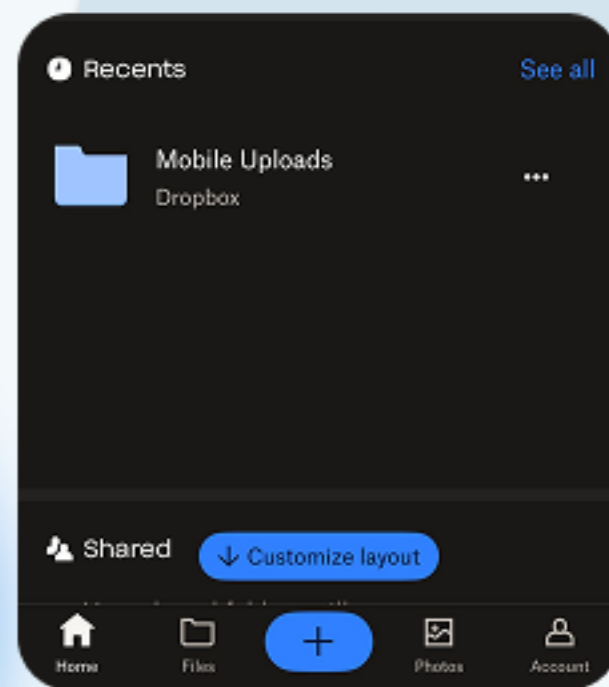 Recents
See all
Mobile Uploads
Dropbox
Shared
Customize layout
Home
Files
Photos
Account